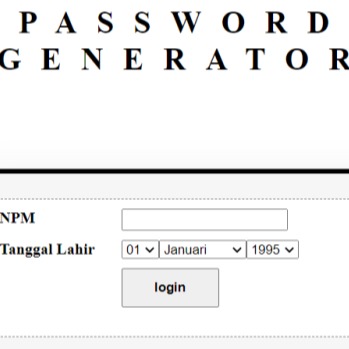 P A S S W O R D
G E N E R A T O R
NPM
Tanggal Lahir 01 Januari 1995
login